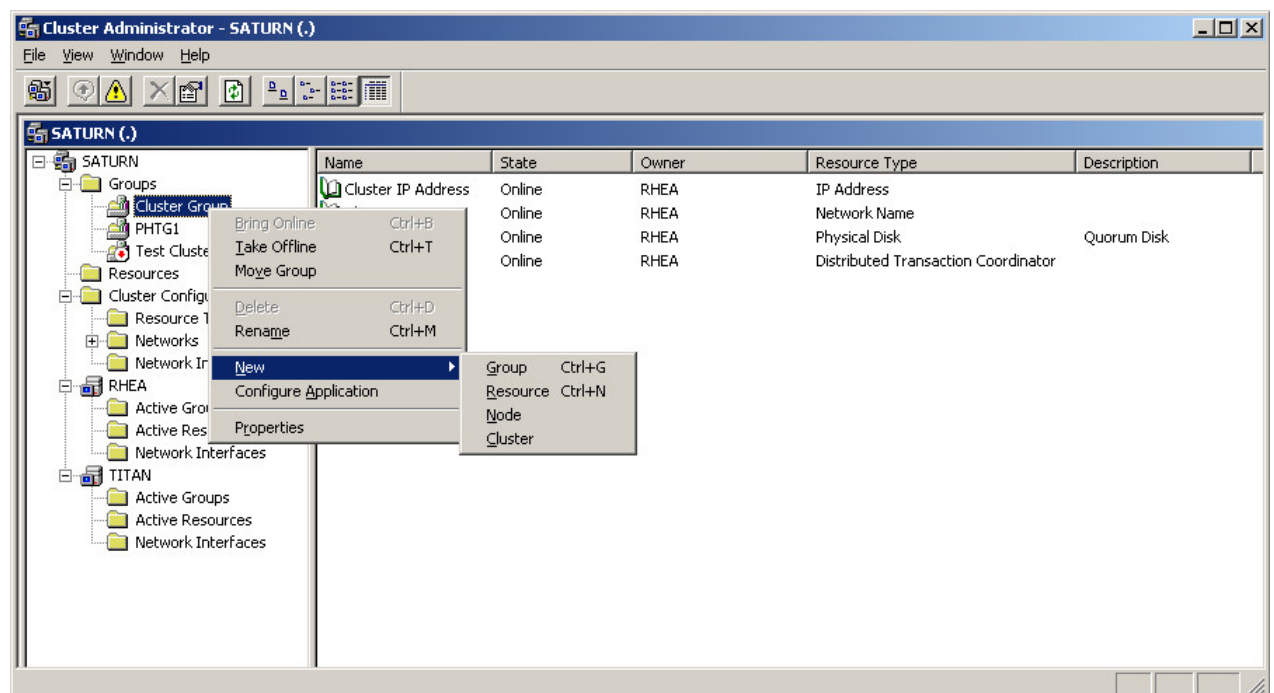 Cluster Administrator - SATURN (.)
File View Window Help
SATURN (.)
SATURN
Groups
Cluster Group
PHTG1
Test Cluste
Resources
Cluster Configu
Resource T
Networks
Network In
RHEA
Active Grou
Active Res
Network Interfaces
TITAN
Active Groups
Active Resources
Network Interfaces
Name State Owner Resource Type Description
Cluster IP Address Online RHEA IP Address
Online RHEA Network Name
Online RHEA Physical Disk Quorum Disk
Online RHEA Distributed Transaction Coordinator
Bring Online Ctrl+B
Take Offline Ctrl+T
Move Group
Delete Ctrl+D
Rename Ctrl+M
New
Configure Application
Properties
Group Ctrl+G
Resource Ctrl+N
Node
Cluster